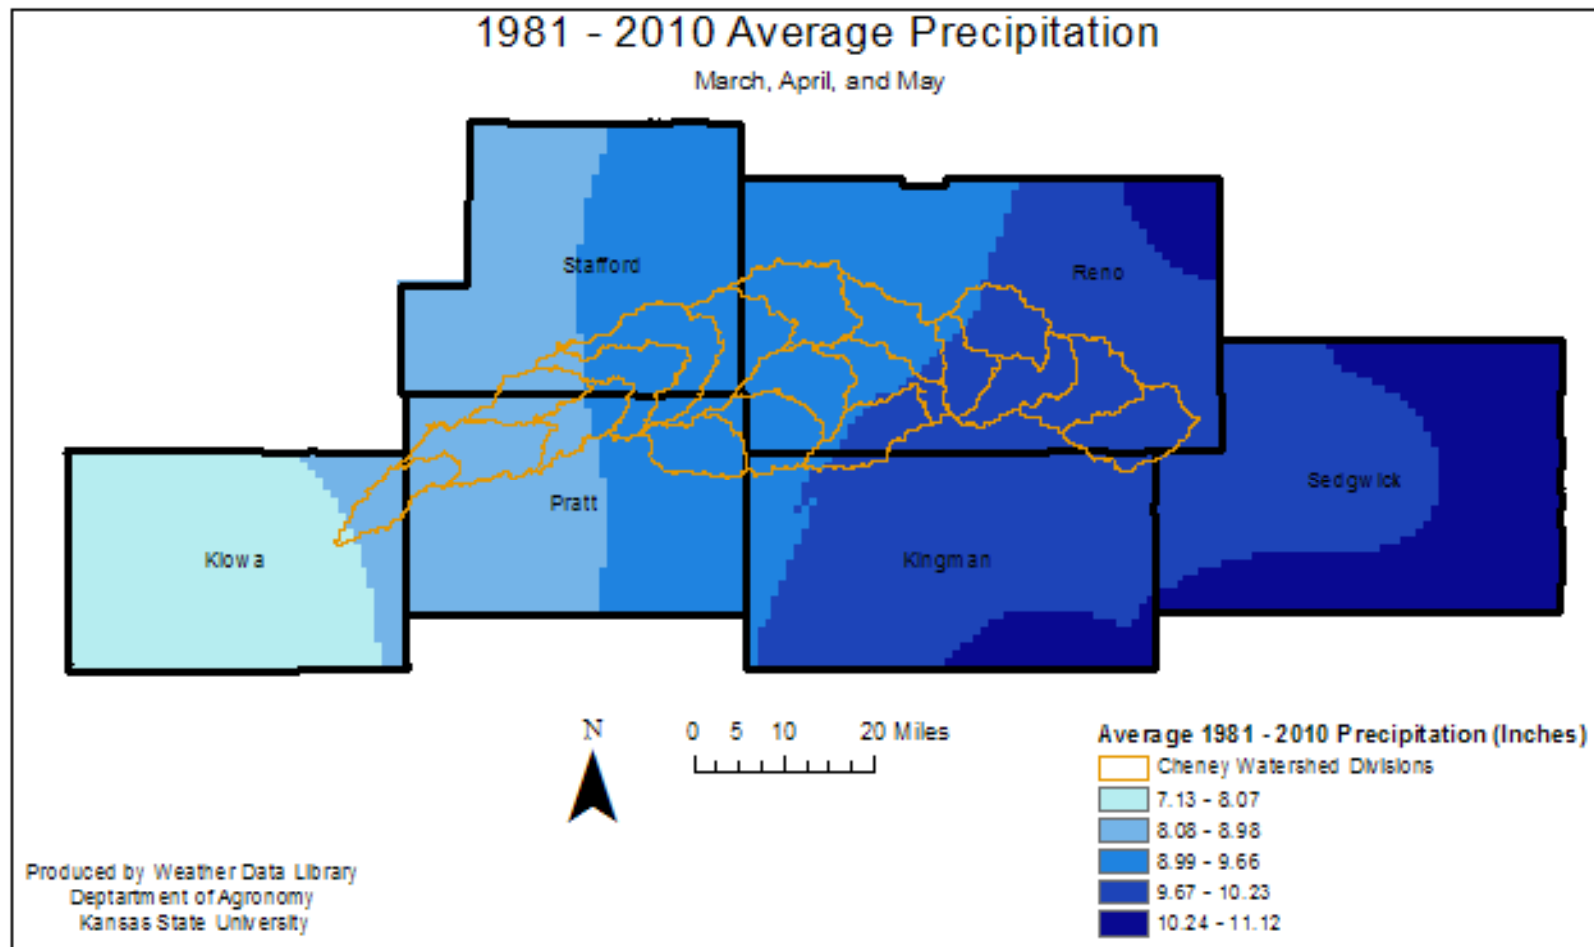 1981 - 2010 Average Precipitation
March, April, and May
Stafford
Reno
Sedgwick
Pratt
Kiowa
Kingman
N
0 5 10 20 Miles
Average 1981 - 2010 Precipitation (Inches)
Cheney Watershed Divisions
7.13 - 8.07
8.08 - 8.98
8.99 - 9.66
9.67 - 10.23
10.24 - 11.12
Produced by Weather Data Library
Deptartment of Agronomy
Kansas State University